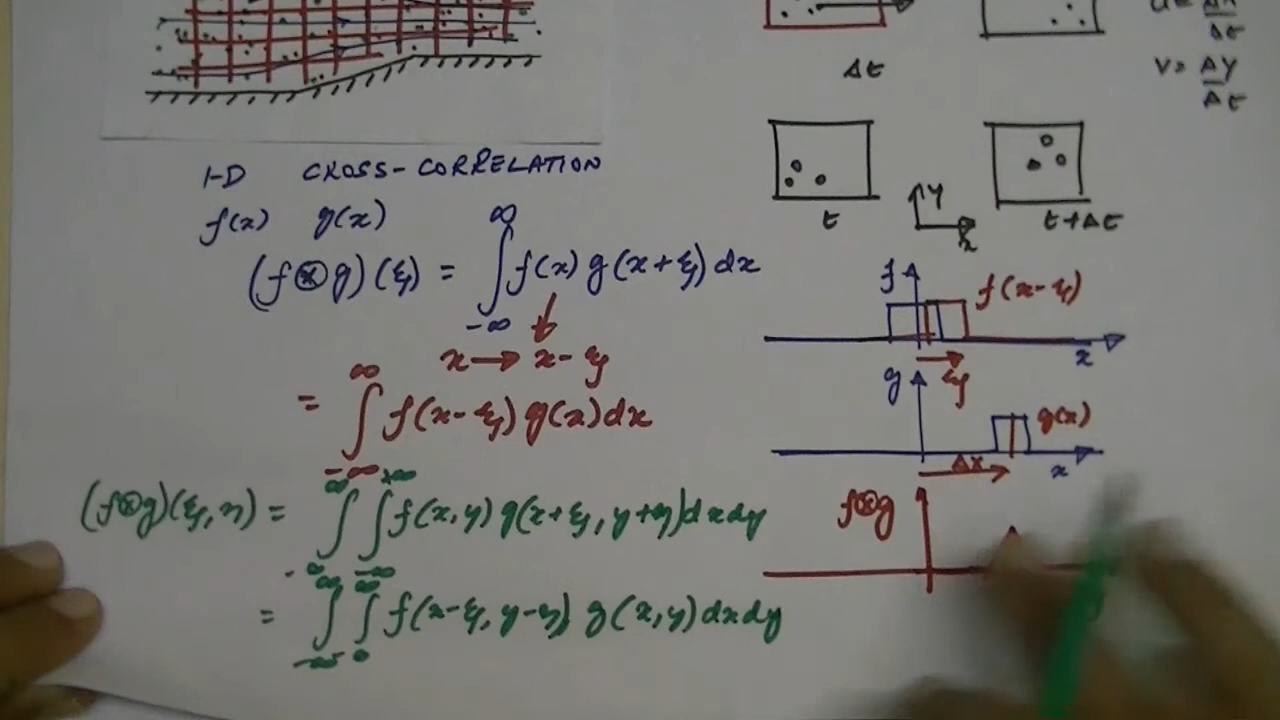 Δt
V = ΔY/Δt
1-D CROSS-CORRELATION
f(x) g(x)
(f⊛g)(ξ) = ∫_{-∞}^{∞} f(x) g(x+ξ) dx
x → x-ξ
= ∫_{-∞}^{∞} f(x-ξ) g(x) dx
(f⊛g)(ξ,η) = ∫_{-∞}^{∞} ∫_{-∞}^{+∞} f(x,y) g(x+ξ, y+η) dx dy
= ∫_{-∞}^{∞} ∫^{∞} f(x-ξ, y-η) g(x,y) dx dy
t
Y
x
t+Δt
f
f(x-ξ)
x
ξ
g
g(x)
Δx
x
f⊛g